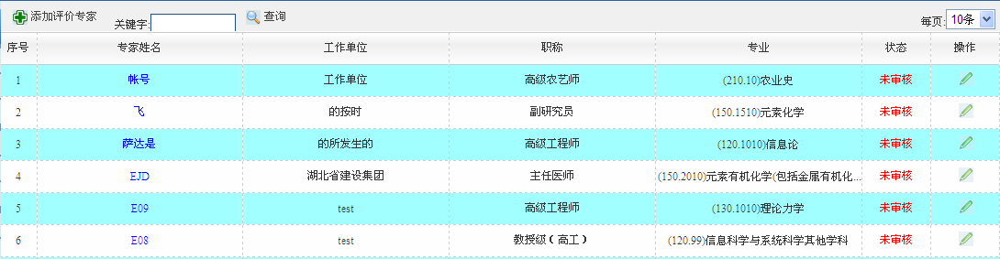 添加评价专家 关键字: 查询 每页: 10条
序号 专家姓名 工作单位 职称 专业 状态 操作
1 帐号 工作单位 高级农艺师 (210.10)农业史 未审核
2 飞 的按时 副研究员 (150.1510)元素化学 未审核
3 萨达是 的所发生的 高级工程师 (120.1010)信息论 未审核
4 EJD 湖北省建设集团 主任医师 (150.2010)元素有机化学(包括金属有机化... 未审核
5 E09 test 高级工程师 (130.1010)理论力学 未审核
6 E08 test 教授级（高工） (120.99)信息科学与系统科学其他学科 未审核